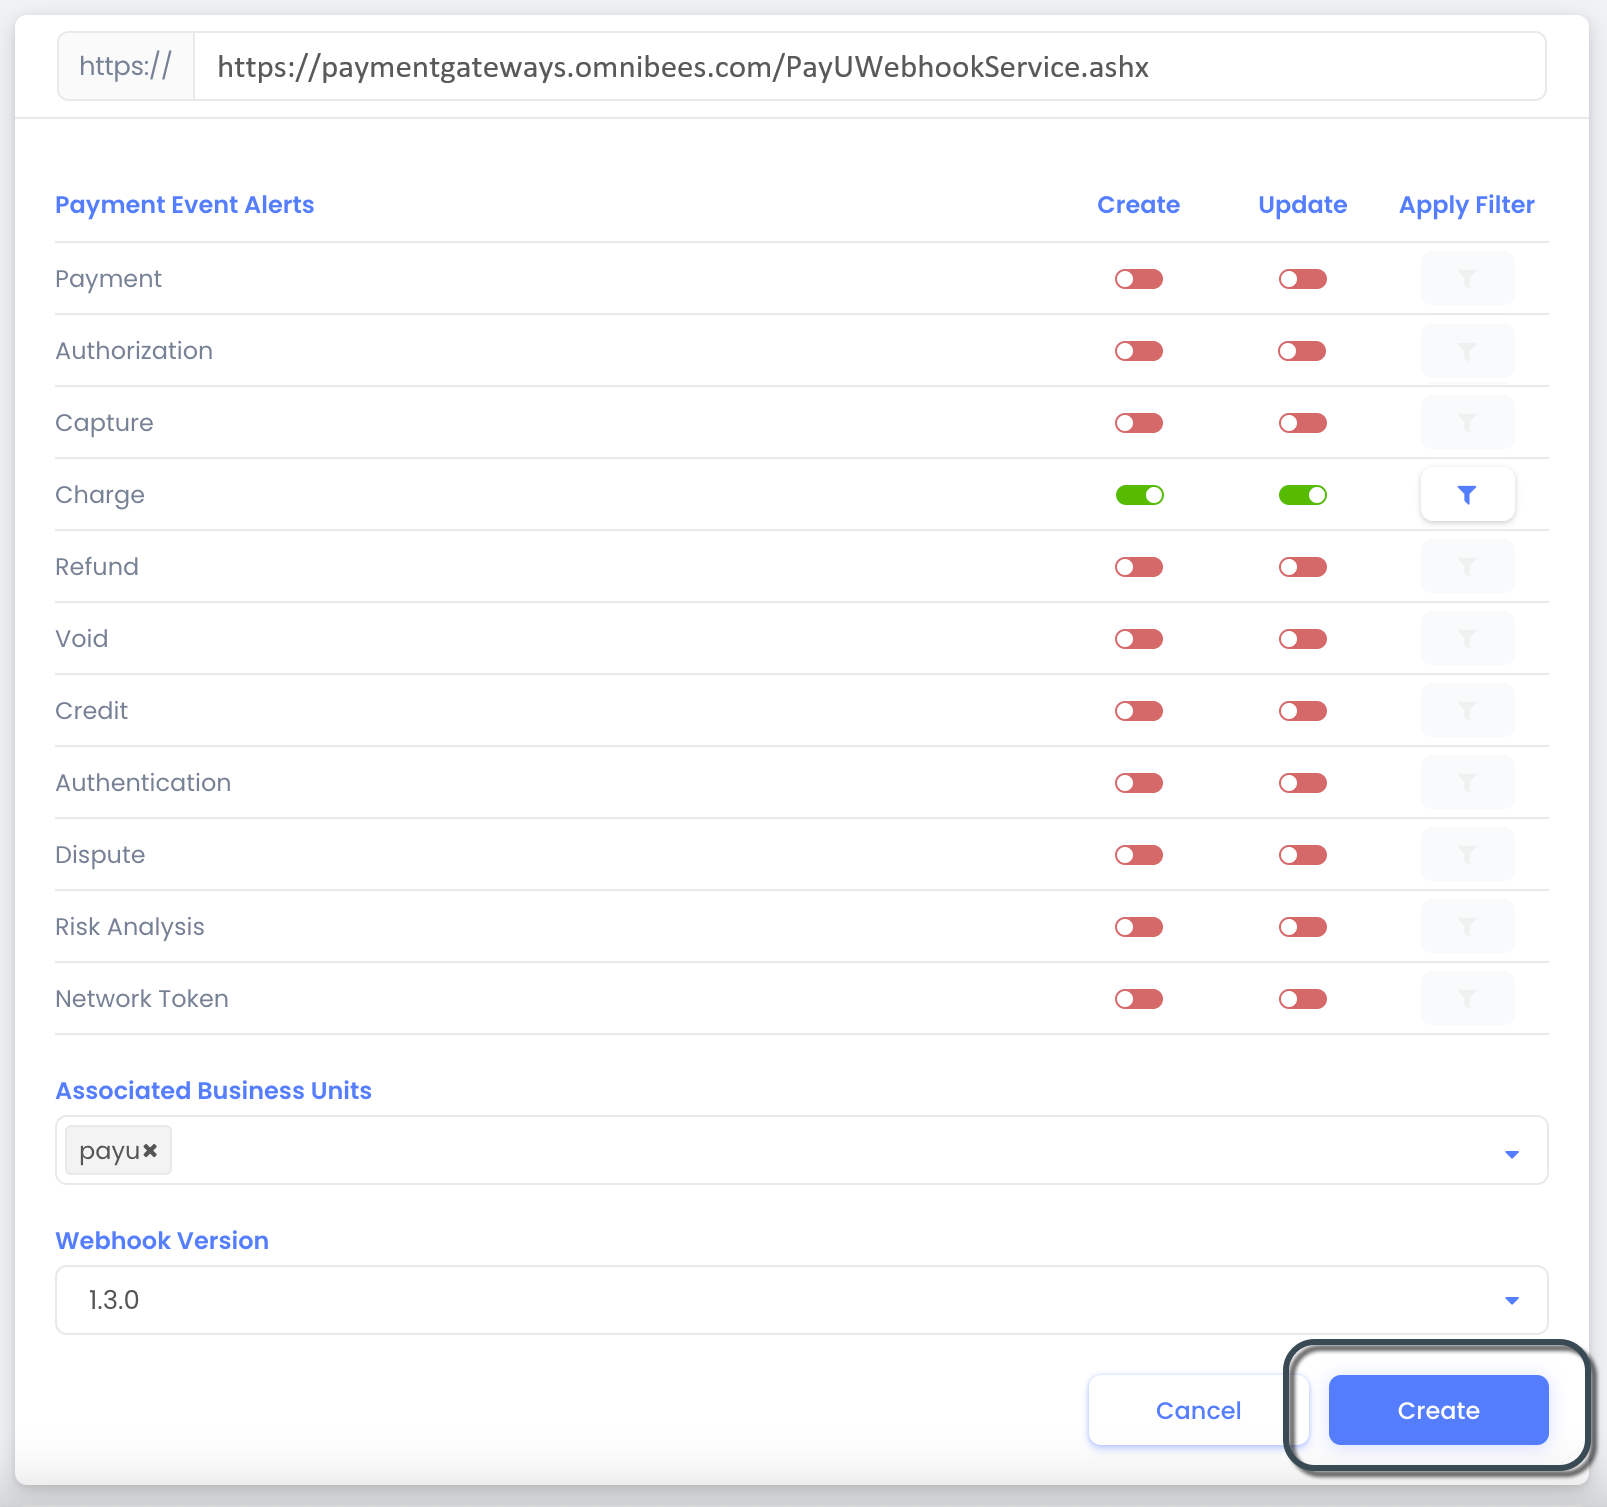 https:// https://paymentgateways.omnibees.com/PayUWebhookService.ashx
Payment Event Alerts Create Update Apply Filter
Payment
Authorization
Capture
Charge
Refund
Void
Credit
Authentication
Dispute
Risk Analysis
Network Token
Associated Business Units
payu
Webhook Version
1.3.0
Cancel Create